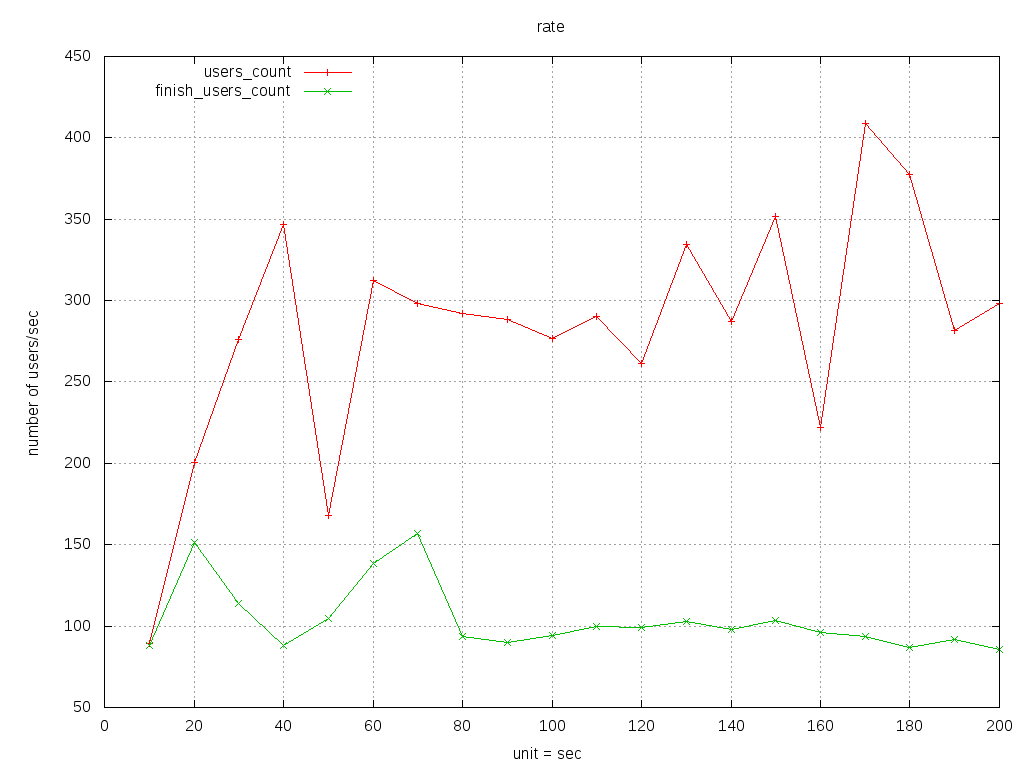 rate
450
400
350
300
250
200
150
100
50
users_count
finish_users_count
number of users/sec
0 20 40 60 80 100 120 140 160 180 200
unit = sec